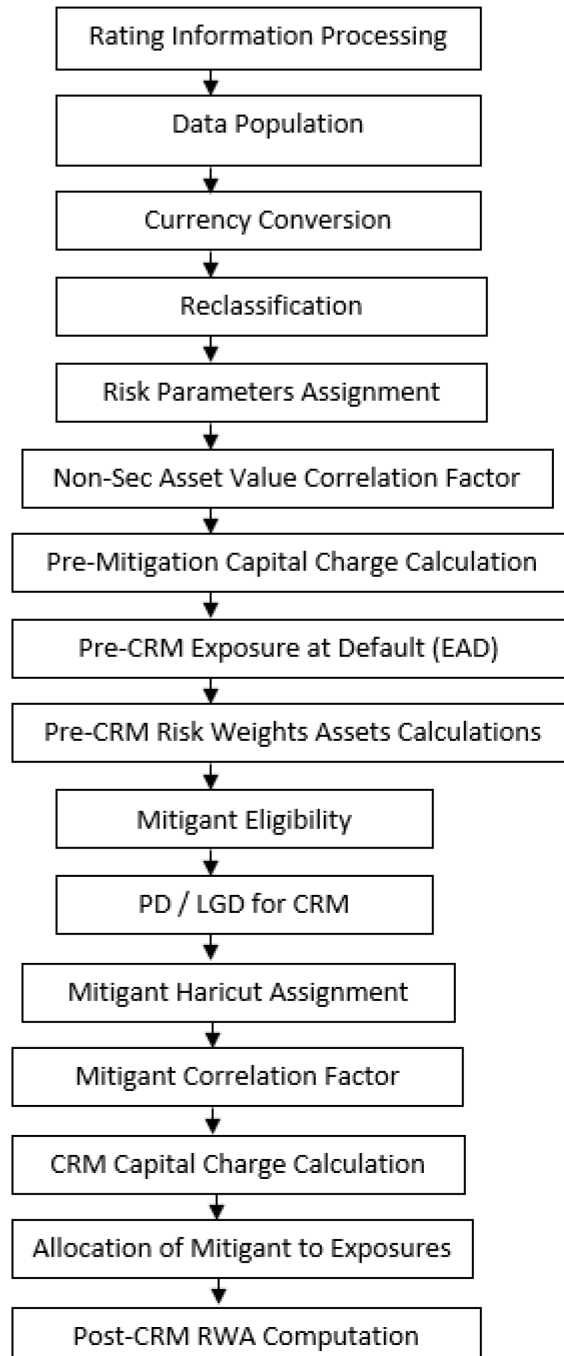 Rating Information Processing
Data Population
Currency Conversion
Reclassification
Risk Parameters Assignment
Non-Sec Asset Value Correlation Factor
Pre-Mitigation Capital Charge Calculation
Pre-CRM Exposure at Default (EAD)
Pre-CRM Risk Weights Assets Calculations
Mitigant Eligibility
PD / LGD for CRM
Mitigant Haricut Assignment
Mitigant Correlation Factor
CRM Capital Charge Calculation
Allocation of Mitigant to Exposures
Post-CRM RWA Computation